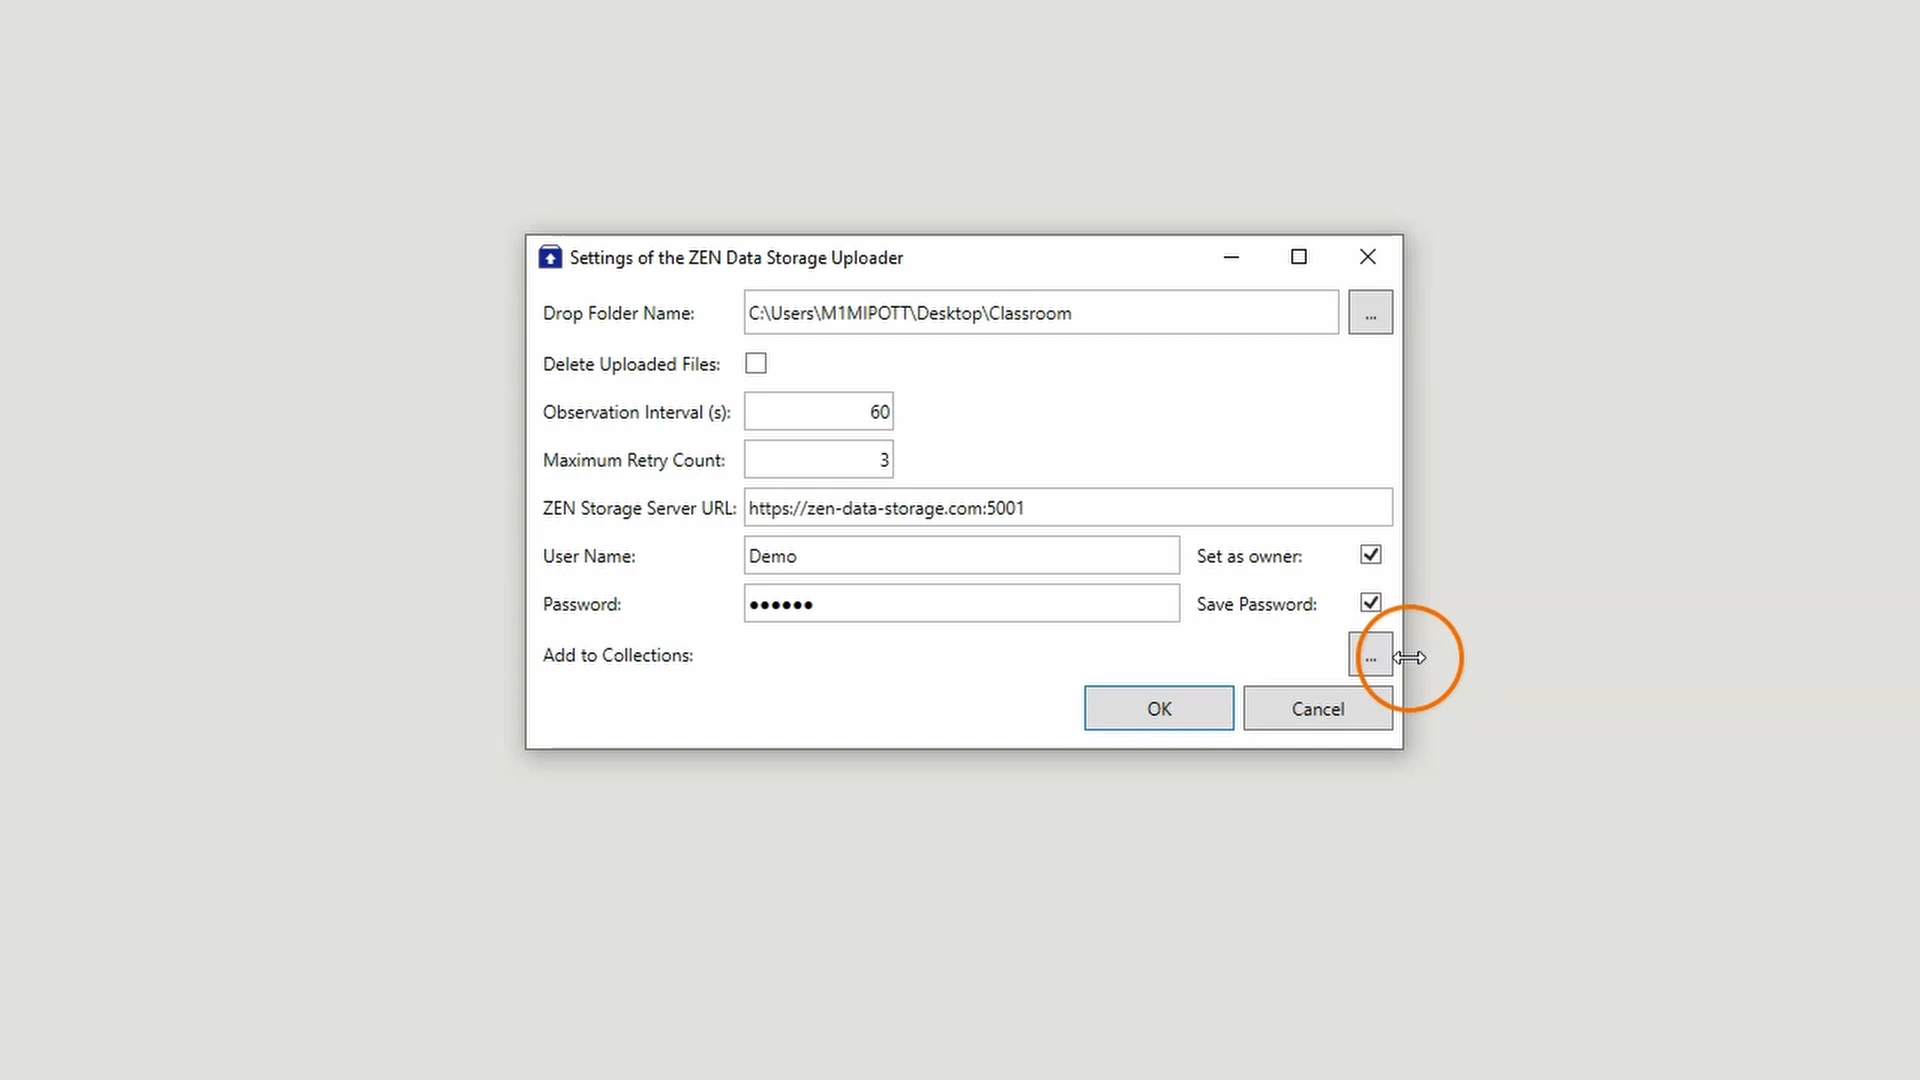 Settings of the ZEN Data Storage Uploader
Drop Folder Name: C:\Users\M1MIPOTT\Desktop\Classroom ...
Delete Uploaded Files:
Observation Interval (s): 60
Maximum Retry Count: 3
ZEN Storage Server URL: https://zen-data-storage.com:5001
User Name: Demo Set as owner:
Password: ●●●●●● Save Password:
Add to Collections: ...
OK Cancel